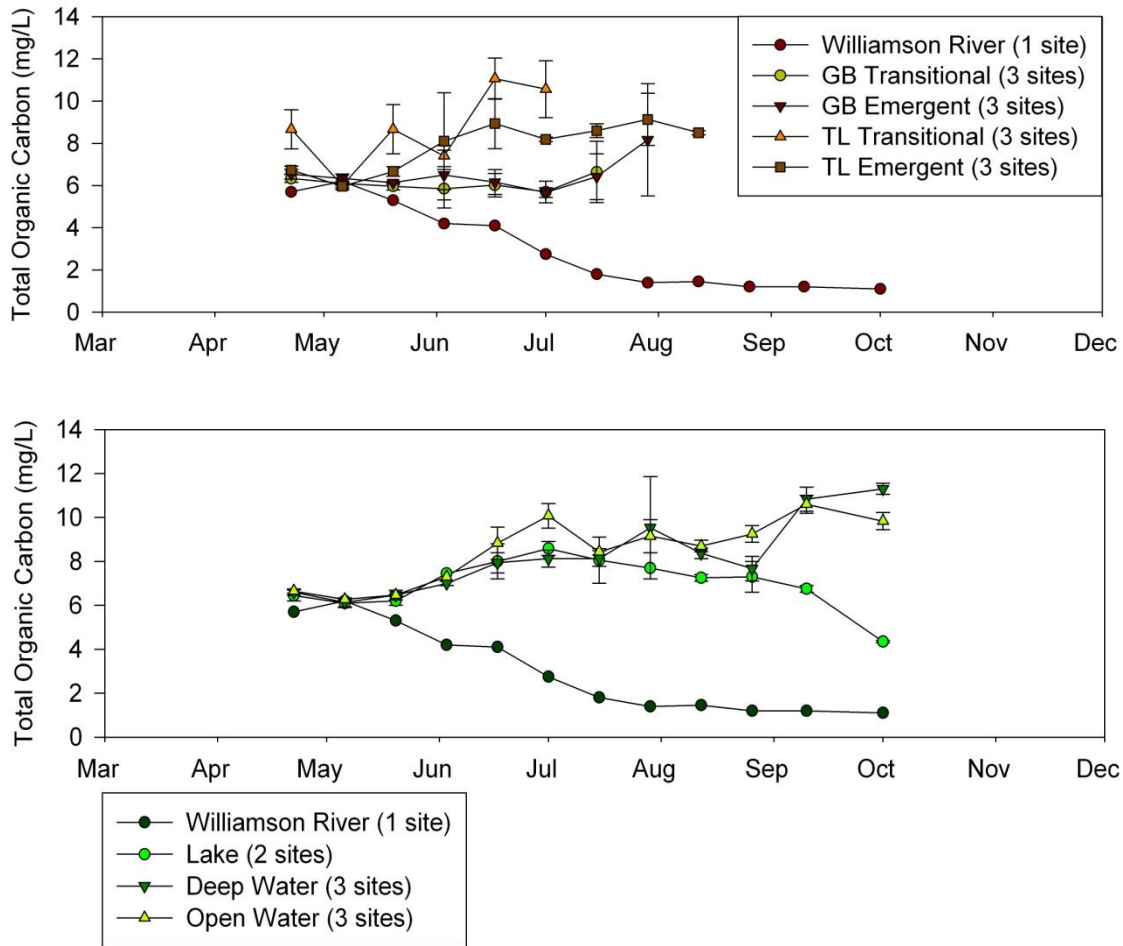 Total Organic Carbon (mg/L)
14
12
10
8
6
4
2
0
Mar Apr May Jun Jul Aug Sep Oct Nov Dec
Williamson River (1 site)
GB Transitional (3 sites)
GB Emergent (3 sites)
TL Transitional (3 sites)
TL Emergent (3 sites)
Total Organic Carbon (mg/L)
14
12
10
8
6
4
2
0
Mar Apr May Jun Jul Aug Sep Oct Nov Dec
Williamson River (1 site)
Lake (2 sites)
Deep Water (3 sites)
Open Water (3 sites)